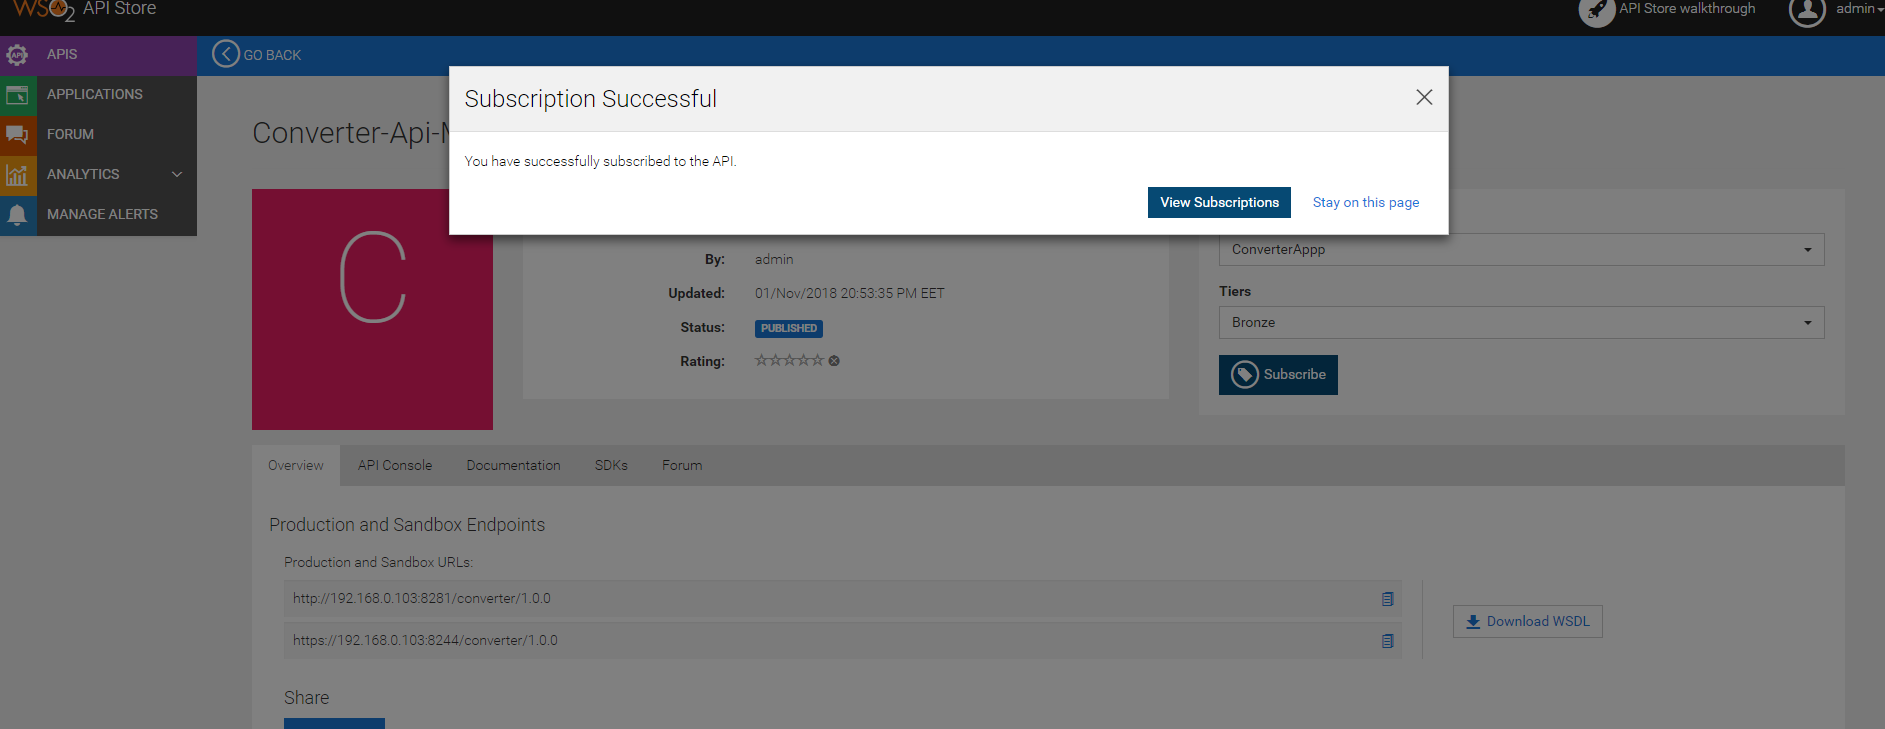 WSO2 API Store
API Store walkthrough
admin
APIS
GO BACK
APPLICATIONS
FORUM
ANALYTICS
MANAGE ALERTS
Subscription Successful
You have successfully subscribed to the API.
View Subscriptions
Stay on this page
Converter-Api-
C
By: admin
Updated: 01/Nov/2018 20:53:35 PM EET
Status: PUBLISHED
Rating:
ConverterAppp
Tiers
Bronze
Subscribe
Overview
API Console
Documentation
SDKs
Forum
Production and Sandbox Endpoints
Production and Sandbox URLs:
http://192.168.0.103:8281/converter/1.0.0
https://192.168.0.103:8244/converter/1.0.0
Download WSDL
Share